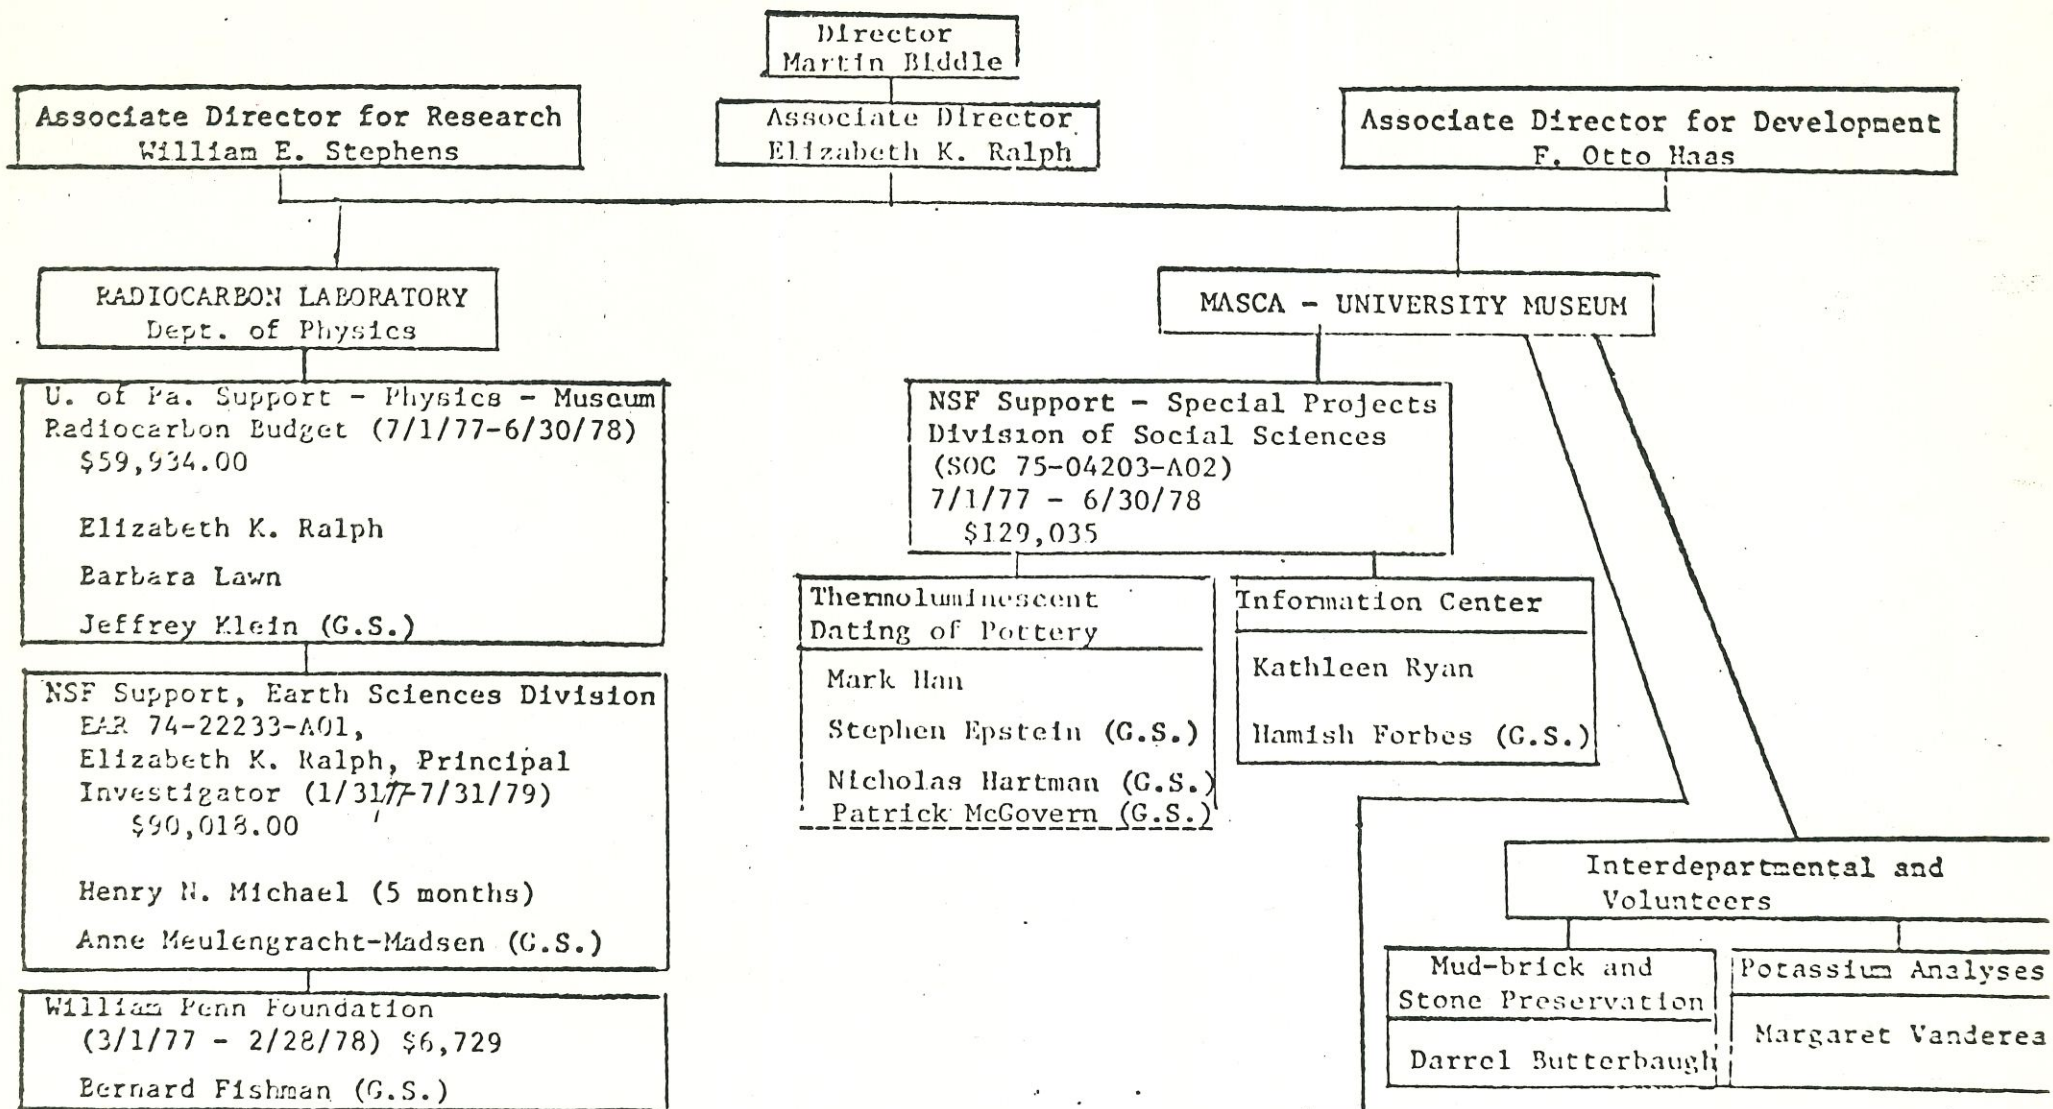 Director
Martin Biddle
Associate Director for Research
William E. Stephens
Associate Director
Elizabeth K. Ralph
Associate Director for Development
F. Otto Haas
RADIOCARBON LABORATORY
Dept. of Physics
U. of Pa. Support - Physics - Museum
Radiocarbon Budget (7/1/77-6/30/78)
$59,934.00
Elizabeth K. Ralph
Barbara Lawn
Jeffrey Klein (G.S.)
NSF Support, Earth Sciences Division
EAR 74-22233-A01,
Elizabeth K. Ralph, Principal
Investigator (1/31/77-7/31/79)
$90,018.00
Henry N. Michael (5 months)
Anne Meulengracht-Madsen (G.S.)
William Penn Foundation
(3/1/77 - 2/28/78) $6,729
Bernard Fishman (G.S.)
MASCA - UNIVERSITY MUSEUM
NSF Support - Special Projects
Division of Social Sciences
(SOC 75-04203-A02)
7/1/77 - 6/30/78
$129,035
Thermoluminescent
Dating of Pottery
Mark Han
Stephen Epstein (G.S.)
Nicholas Hartman (G.S.)
Patrick McGovern (G.S.)
Information Center
Kathleen Ryan
Hamish Forbes (G.S.)
Interdepartmental and
Volunteers
Mud-brick and
Stone Preservation
Darrel Butterbaugh
Potassium Analyses
Margaret Vanderea